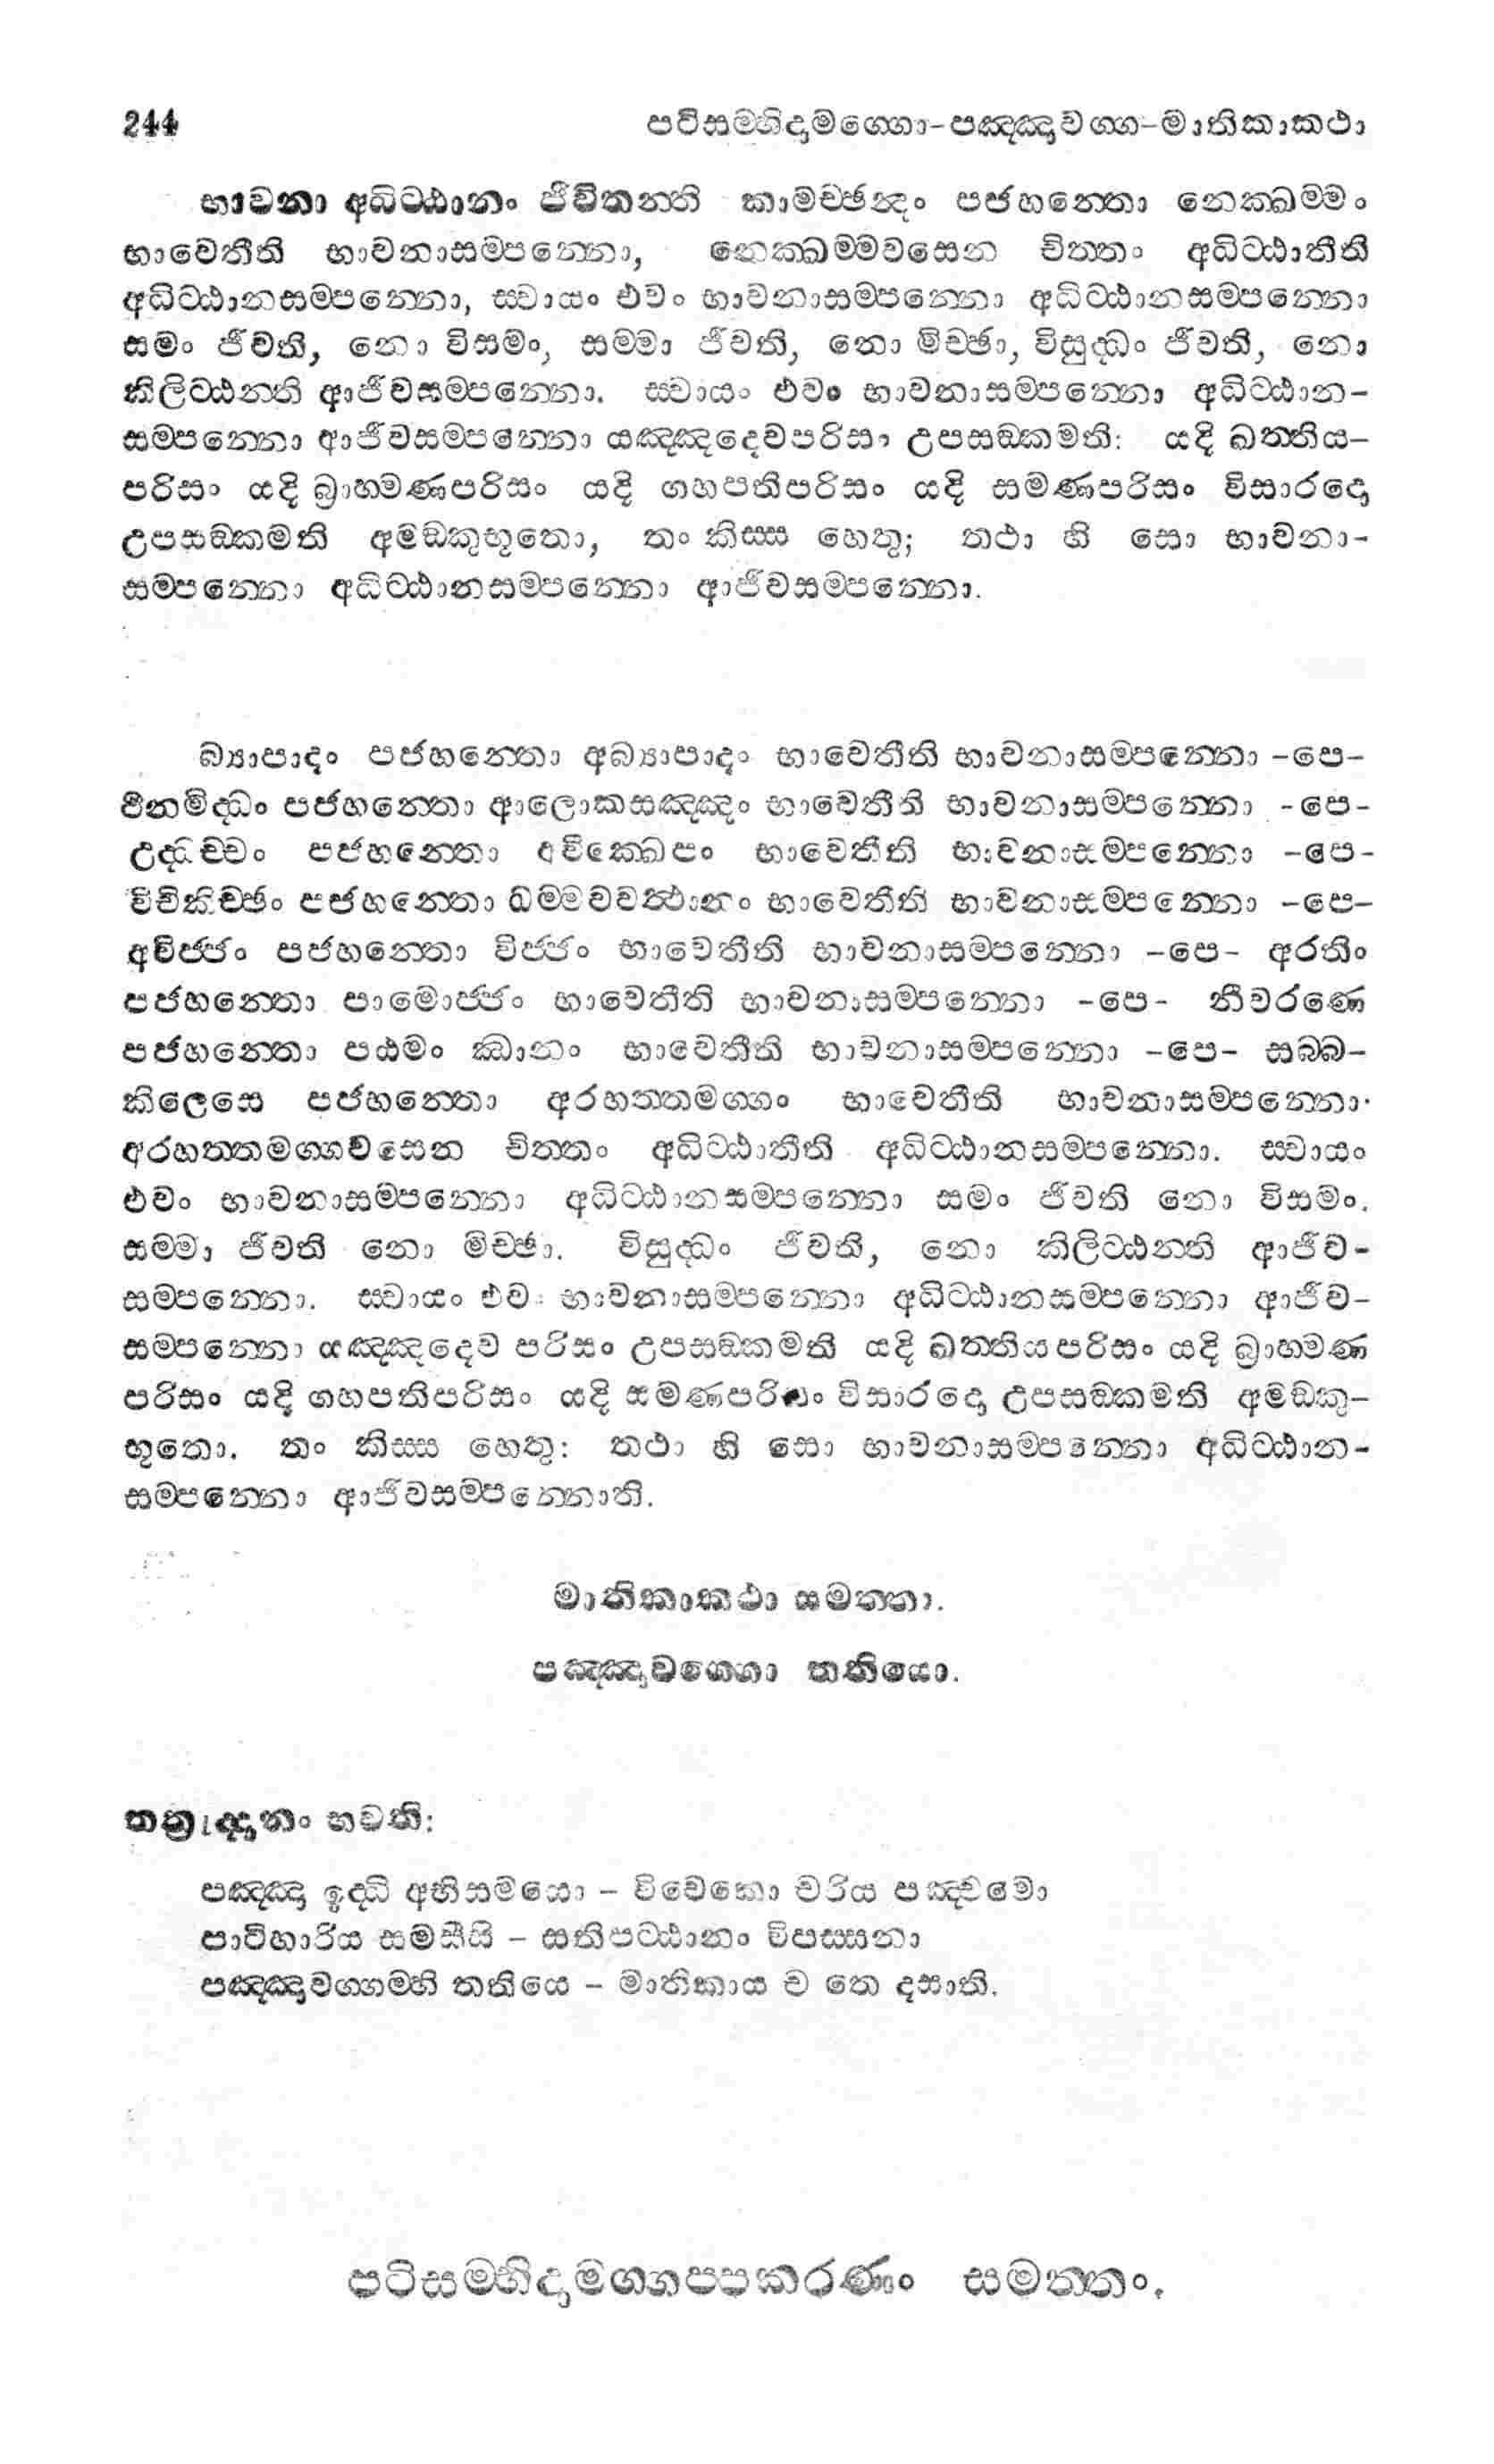 244 පටිසම්භිදාමග්ගො-පඤ්ඤාවග්ග-මාතිකාකථා
භාවනා අධිට්ඨානං ජීවිතන්ති කාමච්ඡන්දං පජහන්තො නෙක්ඛම්මං
භාවෙතීති භාවනාසම්පන්නො, නෙක්ඛම්මවසෙන චිත්තං අධිට්ඨාතීති
අධිට්ඨානසම්පන්නො, ස්වායං එවං භාවනාසම්පන්නො අධිට්ඨානසම්පන්නො
සමං ජීවති, නො විසමං, සම්මා ජීවති, නො මිච්ඡා, විසුද්ධං ජීවති, නො
කිලිට්ඨන්ති ආජීවසම්පන්නො. ස්වායං එවං භාවනාසම්පන්නො අධිට්ඨාන-
සම්පන්නො ආජීවසම්පන්නො යඤ්ඤදෙවපරිසං උපසඞ්කමති: යදි ඛත්තිය-
පරිසං යදි බ්‍රාහ්මණපරිසං යදි ගහපතිපරිසං යදි සමණපරිසං විසාරදො
උපසඞ්කමති අමඞ්කුභූතො, තං කිස්ස හෙතු; තථා හි සො භාවනා-
සම්පන්නො අධිට්ඨානසම්පන්නො ආජීවසම්පන්නො.
බ්‍යාපාදං පජහන්තො අබ්‍යාපාදං භාවෙතීති භාවනාසම්පන්නො -පෙ-
ථීනමිද්ධං පජහන්තො ආලොකසඤ්ඤං භාවෙතීති භාවනාසම්පන්නො -පෙ-
උද්ධච්චං පජහන්තො අවික්ඛෙපං භාවෙතීති භාවනාසම්පන්නො -පෙ-
විචිකිච්ඡං පජහන්තො ධම්මවවත්ථානං භාවෙතීති භාවනාසම්පන්නො -පෙ-
අවිජ්ජං පජහන්තො විජ්ජං භාවෙතීති භාවනාසම්පන්නො -පෙ- අරතිං
පජහන්තො පාමොජ්ජං භාවෙතීති භාවනාසම්පන්නො -පෙ- නීවරණෙ
පජහන්තො පඨමං ඣානං භාවෙතීති භාවනාසම්පන්නො -පෙ- සබ්බ-
කිලෙසෙ පජහන්තො අරහත්තමග්ගං භාවෙතීති භාවනාසම්පන්නො.
අරහත්තමග්ගවසෙන චිත්තං අධිට්ඨාතීති අධිට්ඨානසම්පන්නො. ස්වායං
එවං භාවනාසම්පන්නො අධිට්ඨානසම්පන්නො සමං ජීවති නො විසමං.
සම්මා ජීවති නො මිච්ඡා. විසුද්ධං ජීවති, නො කිලිට්ඨන්ති ආජීව-
සම්පන්නො. ස්වායං එවං භාවනාසම්පන්නො අධිට්ඨානසම්පන්නො ආජීව-
සම්පන්නො යඤ්ඤදෙව පරිසං උපසඞ්කමති යදි ඛත්තියපරිසං යදි බ්‍රාහ්මණ
පරිසං යදි ගහපතිපරිසං යදි සමණපරිසං විසාරදො උපසඞ්කමති අමඞ්කු-
භූතො. තං කිස්ස හෙතු: තථා හි සො භාවනාසම්පන්නො අධිට්ඨාන-
සම්පන්නො ආජීවසම්පන්නොති.
මාතිකාකථා සමත්තා.
පඤ්ඤාවග්ගො තතියො.
තත්‍රුද්දානං භවති:
පඤ්ඤා ඉද්ධි අභිසමයො – විවෙකො චරිය පඤ්චමො
පාටිහාරිය සමසීසි – සතිපට්ඨානං විපස්සනා
පඤ්ඤාවග්ගම්හි තතියෙ – මාතිකාය ච තෙ දසාති.
පටිසම්භිදාමග්ගප්පකරණං සමත්තං.